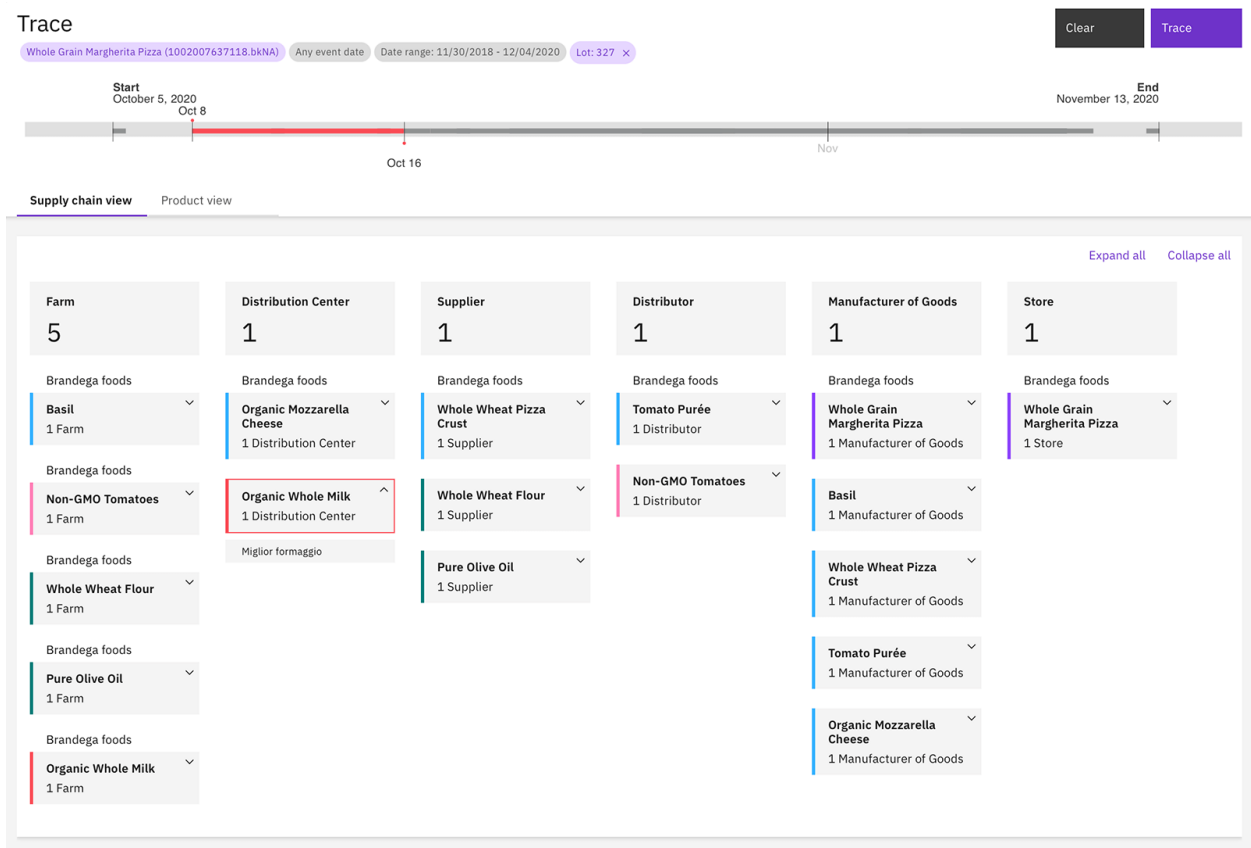 Trace
Clear
Trace
Whole Grain Margherita Pizza (1002007637118.bkNA)
Any event date
Date range: 11/30/2018 - 12/04/2020
Lot: 327 ×
Start
October 5, 2020
Oct 8
End
November 13, 2020
Oct 16
Nov
Supply chain view
Product view
Expand all
Collapse all
Farm
5
Brandega foods
Basil
1 Farm
Brandega foods
Non-GMO Tomatoes
1 Farm
Brandega foods
Whole Wheat Flour
1 Farm
Brandega foods
Pure Olive Oil
1 Farm
Brandega foods
Organic Whole Milk
1 Farm
Distribution Center
1
Brandega foods
Organic Mozzarella
Cheese
1 Distribution Center
Organic Whole Milk
1 Distribution Center
Miglior formaggio
Supplier
1
Brandega foods
Whole Wheat Pizza
Crust
1 Supplier
Whole Wheat Flour
1 Supplier
Pure Olive Oil
1 Supplier
Distributor
1
Brandega foods
Tomato Purée
1 Distributor
Non-GMO Tomatoes
1 Distributor
Manufacturer of Goods
1
Brandega foods
Whole Grain
Margherita Pizza
1 Manufacturer of Goods
Basil
1 Manufacturer of Goods
Whole Wheat Pizza
Crust
1 Manufacturer of Goods
Tomato Purée
1 Manufacturer of Goods
Organic Mozzarella
Cheese
1 Manufacturer of Goods
Store
1
Brandega foods
Whole Grain
Margherita Pizza
1 Store